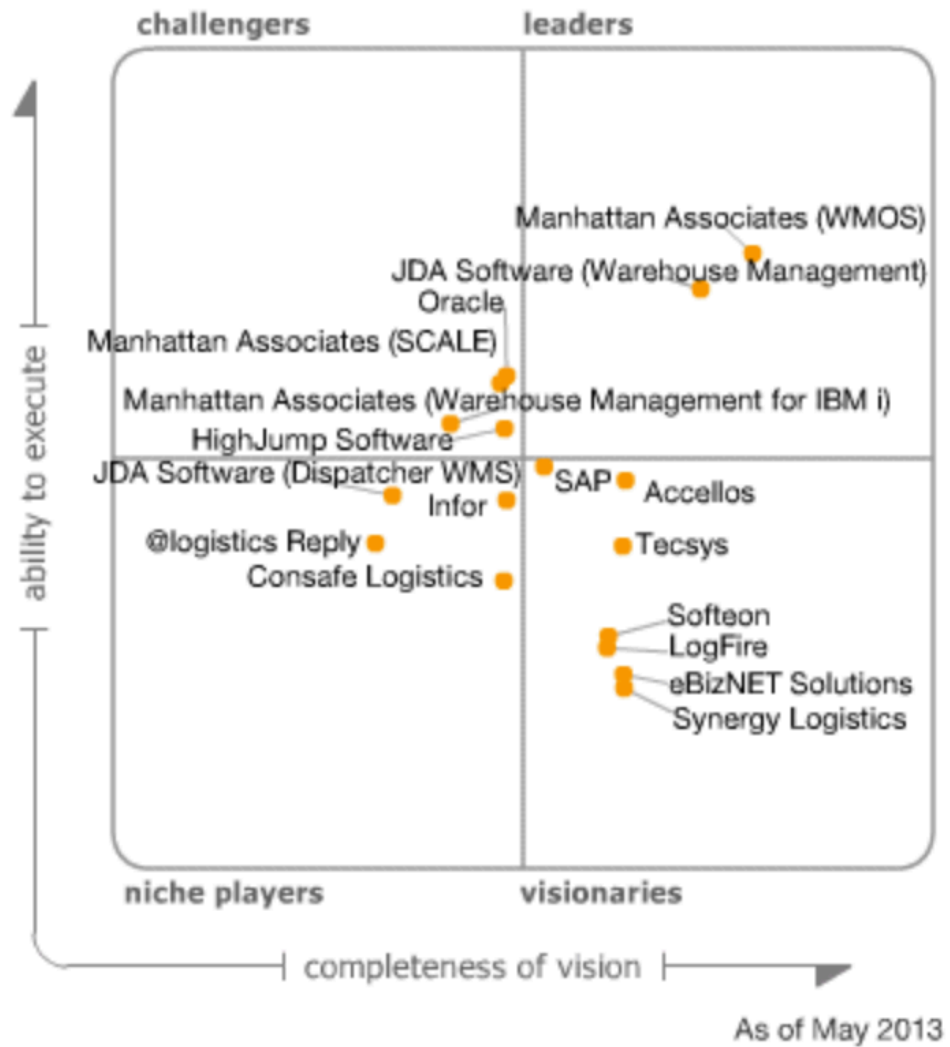 challengers
leaders
Manhattan Associates (WMOS)
JDA Software (Warehouse Management)
Oracle
Manhattan Associates (SCALE)
Manhattan Associates (Warehouse Management for IBM i)
HighJump Software
JDA Software (Dispatcher WMS)
SAP
Accellos
Infor
@logistics Reply
Tecsys
Consafe Logistics
Softeon
LogFire
eBizNET Solutions
Synergy Logistics
ability to execute
niche players
visionaries
completeness of vision
As of May 2013